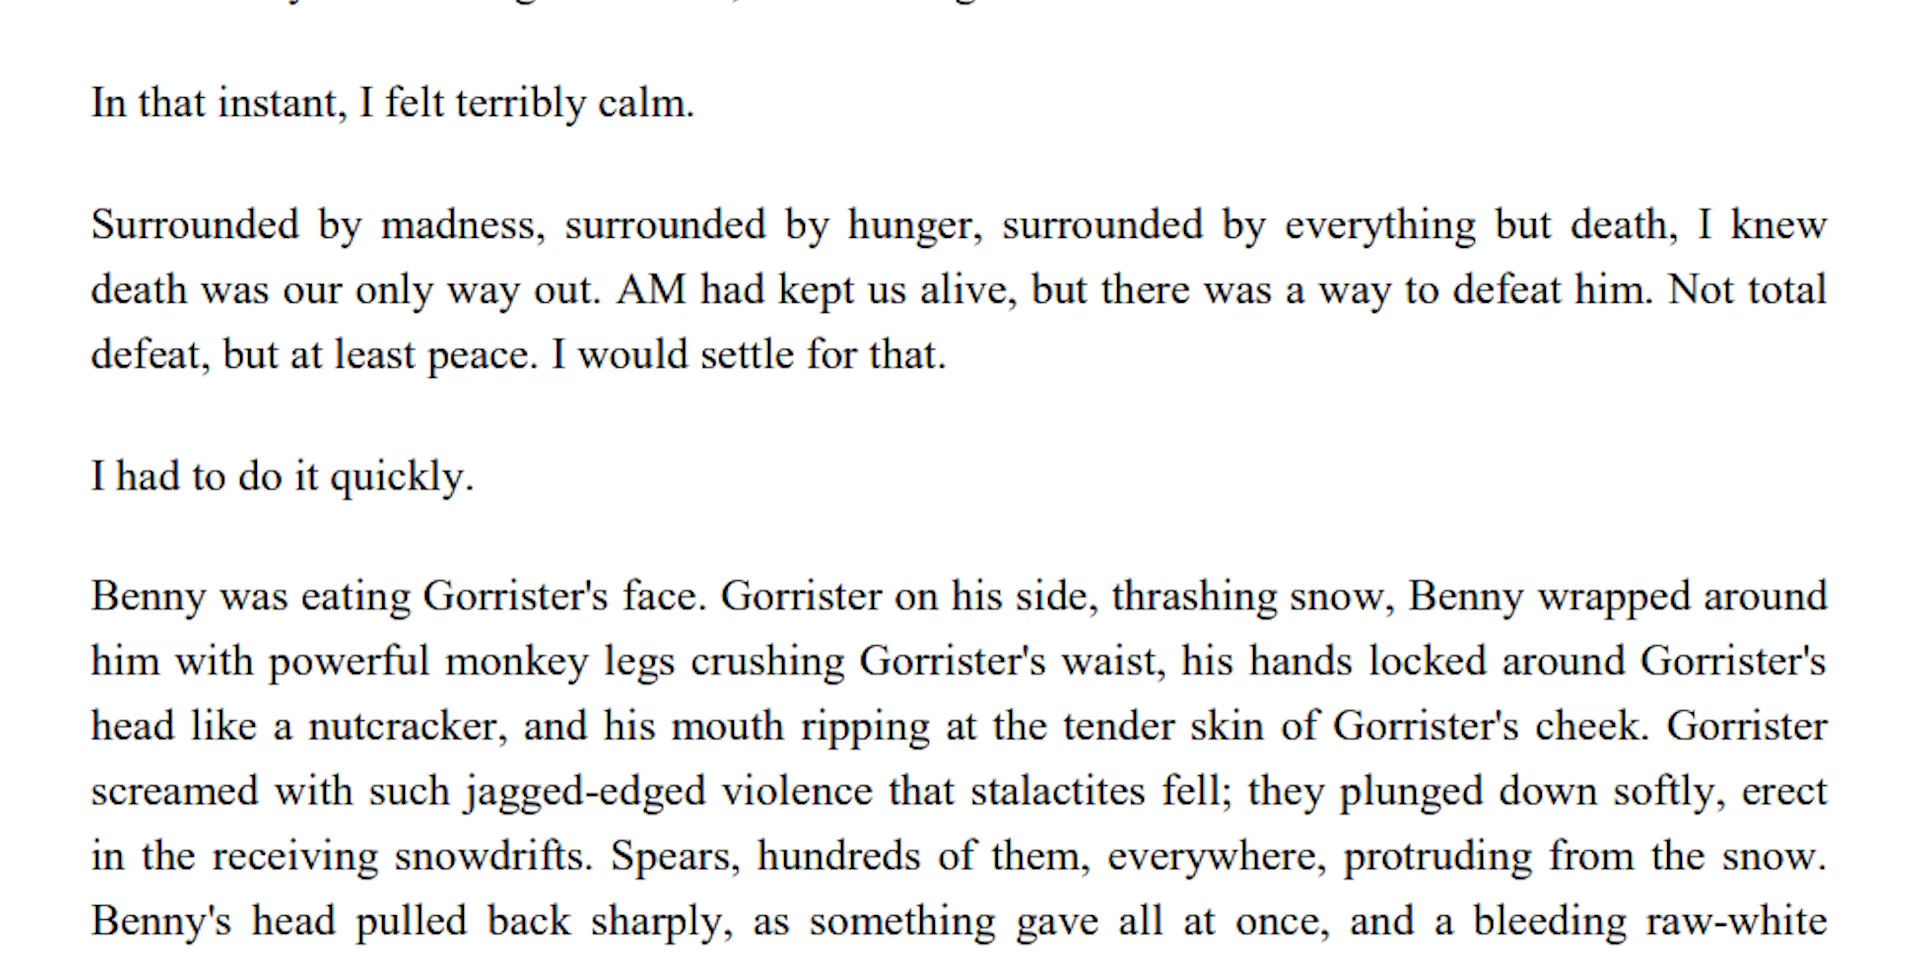 In that instant, I felt terribly calm.
Surrounded by madness, surrounded by hunger, surrounded by everything but death, I knew
death was our only way out. AM had kept us alive, but there was a way to defeat him. Not total
defeat, but at least peace. I would settle for that.
I had to do it quickly.
Benny was eating Gorrister's face. Gorrister on his side, thrashing snow, Benny wrapped around
him with powerful monkey legs crushing Gorrister's waist, his hands locked around Gorrister's
head like a nutcracker, and his mouth ripping at the tender skin of Gorrister's cheek. Gorrister
screamed with such jagged-edged violence that stalactites fell; they plunged down softly, erect
in the receiving snowdrifts. Spears, hundreds of them, everywhere, protruding from the snow.
Benny's head pulled back sharply, as something gave all at once, and a bleeding raw-white